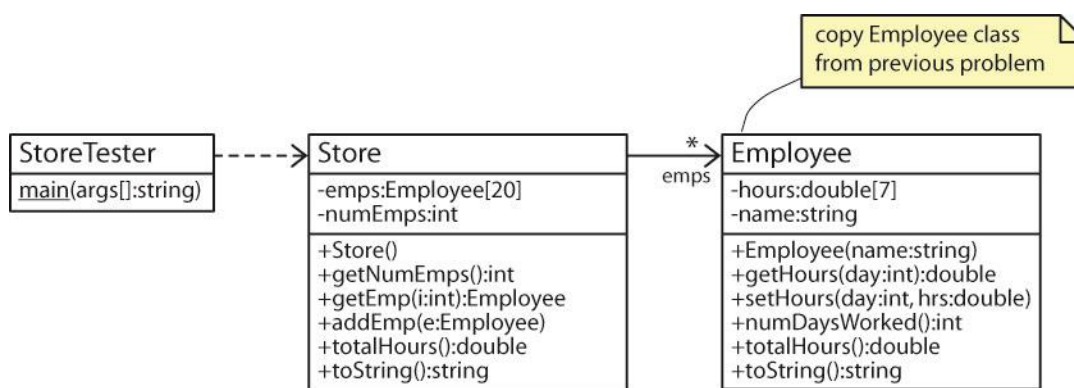 copy Employee class
from previous problem
StoreTester
main(args[]:string)
Store
-emps:Employee[20]
-numEmps:int
+Store()
+getNumEmps():int
+getEmp(i:int):Employee
+addEmp(e:Employee)
+totalHours():double
+toString():string
*
emps
Employee
-hours:double[7]
-name:string
+Employee(name:string)
+getHours(day:int):double
+setHours(day:int, hrs:double)
+numDaysWorked():int
+totalHours():double
+toString():string